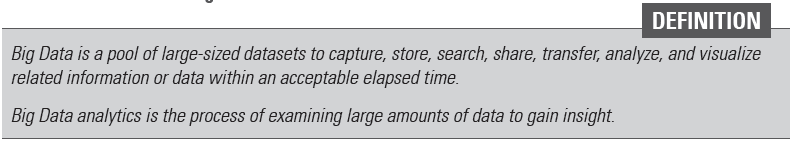 DEFINITION
Big Data is a pool of large-sized datasets to capture, store, search, share, transfer, analyze, and visualize
related information or data within an acceptable elapsed time.
Big Data analytics is the process of examining large amounts of data to gain insight.